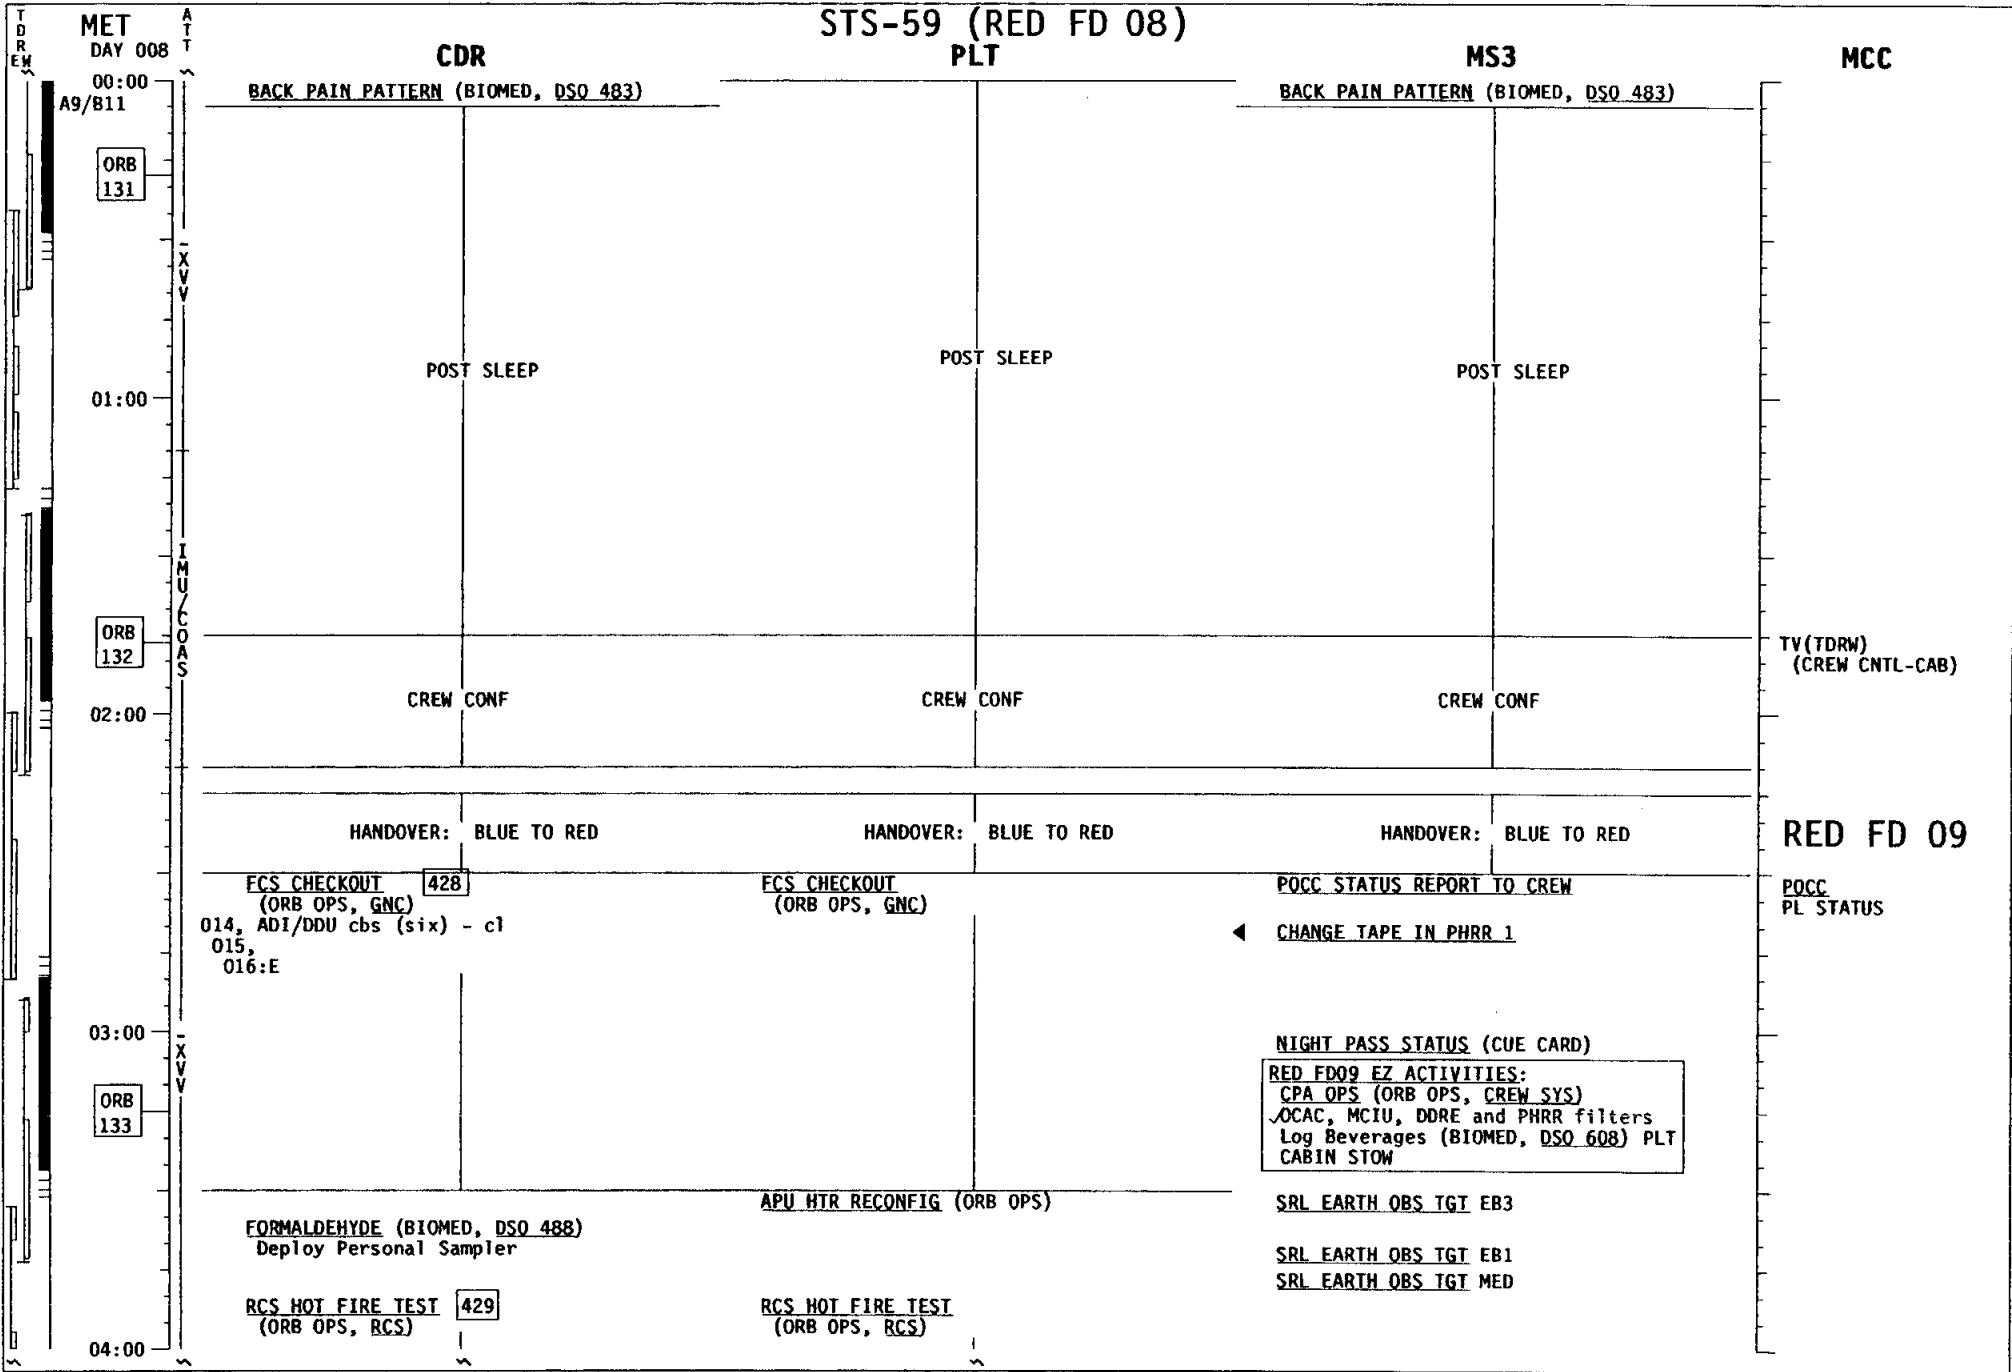 STS-59 (RED FD 08)
TDRE W
MET
DAY 008
ATT
CDR
PLT
MS3
MCC
00:00
A9/B11
BACK PAIN PATTERN (BIOMED, DSO 483)
BACK PAIN PATTERN (BIOMED, DSO 483)
ORB
131
-XVV
POST SLEEP
POST SLEEP
POST SLEEP
01:00
IMU/COAS
ORB
132
TV(TDRW)
(CREW CNTL-CAB)
CREW CONF
CREW CONF
CREW CONF
02:00
HANDOVER: BLUE TO RED
HANDOVER: BLUE TO RED
HANDOVER: BLUE TO RED
RED FD 09
FCS CHECKOUT 428
(ORB OPS, GNC)
014, ADI/DDU cbs (six) - cl
015,
016:E
FCS CHECKOUT
(ORB OPS, GNC)
POCC STATUS REPORT TO CREW
◀ CHANGE TAPE IN PHRR 1
POCC
PL STATUS
03:00
-XVV
NIGHT PASS STATUS (CUE CARD)
RED FD09 EZ ACTIVITIES:
CPA OPS (ORB OPS, CREW SYS)
✓OCAC, MCIU, DDRE and PHRR filters
Log Beverages (BIOMED, DSO 608) PLT
CABIN STOW
ORB
133
APU HTR RECONFIG (ORB OPS)
SRL EARTH OBS TGT EB3
FORMALDEHYDE (BIOMED, DSO 488)
Deploy Personal Sampler
SRL EARTH OBS TGT EB1
SRL EARTH OBS TGT MED
RCS HOT FIRE TEST 429
(ORB OPS, RCS)
RCS HOT FIRE TEST
(ORB OPS, RCS)
04:00